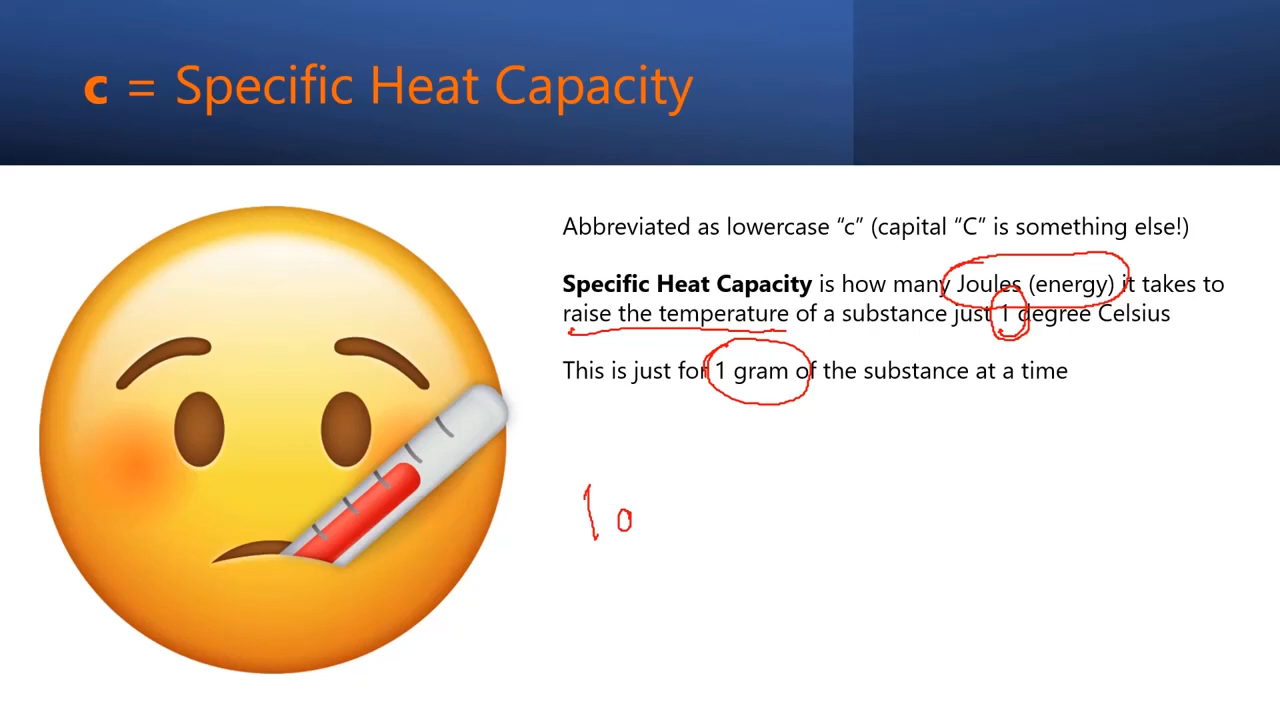 c = Specific Heat Capacity
Abbreviated as lowercase “c” (capital “C” is something else!)
Specific Heat Capacity is how many Joules (energy) it takes to
raise the temperature of a substance just 1 degree Celsius
This is just for 1 gram of the substance at a time
1o